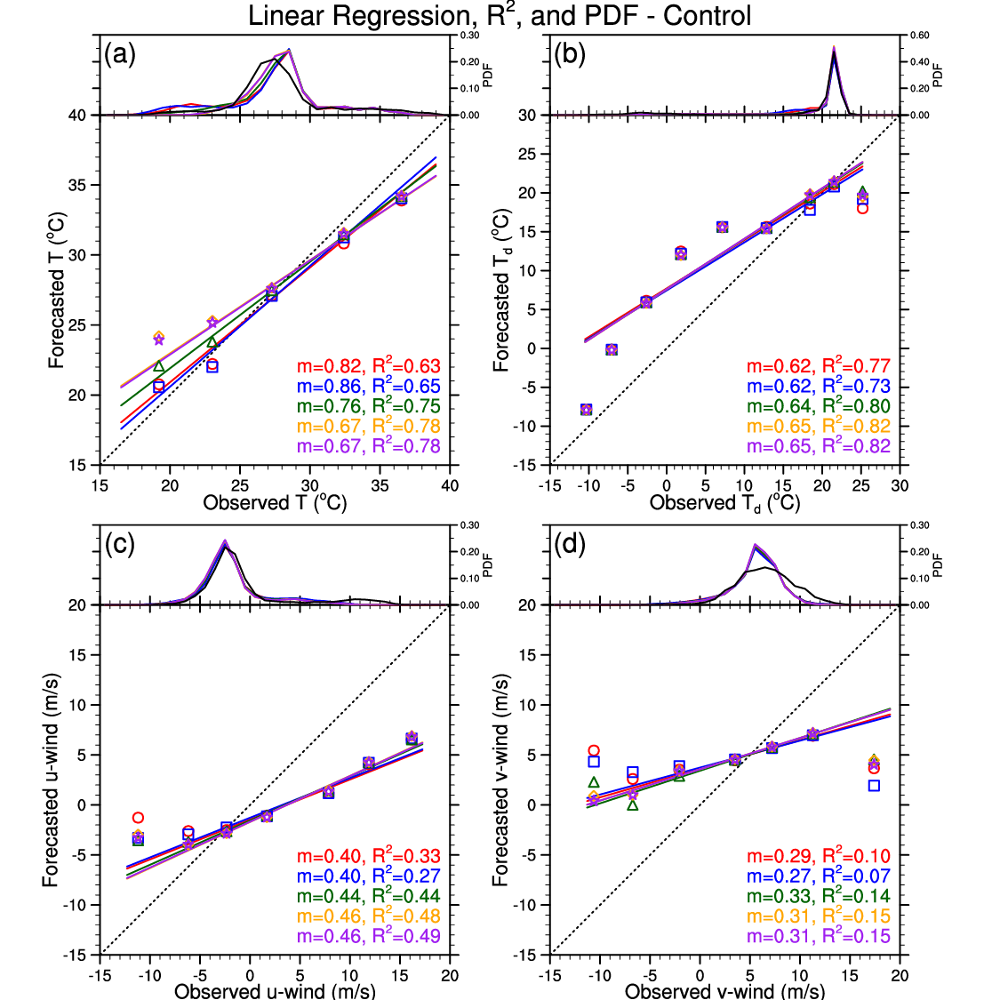 Linear Regression, R², and PDF - Control
(a)
0.30
0.20
0.10
0.00
PDF
40
35
30
25
20
15
Forecasted T (°C)
m=0.82, R²=0.63
m=0.86, R²=0.65
m=0.76, R²=0.75
m=0.67, R²=0.78
m=0.67, R²=0.78
15 20 25 30 35 40
Observed T (°C)
(b)
0.60
0.40
0.20
0.00
PDF
30
25
20
15
10
5
0
-5
-10
-15
Forecasted Td (°C)
m=0.62, R²=0.77
m=0.62, R²=0.73
m=0.64, R²=0.80
m=0.65, R²=0.82
m=0.65, R²=0.82
-15 -10 -5 0 5 10 15 20 25 30
Observed Td (°C)
(c)
0.30
0.20
0.10
0.00
PDF
20
15
10
5
0
-5
-10
-15
Forecasted u-wind (m/s)
m=0.40, R²=0.33
m=0.40, R²=0.27
m=0.44, R²=0.44
m=0.46, R²=0.48
m=0.46, R²=0.49
-15 -10 -5 0 5 10 15 20
Observed u-wind (m/s)
(d)
0.30
0.20
0.10
0.00
PDF
20
15
10
5
0
-5
-10
-15
Forecasted v-wind (m/s)
m=0.29, R²=0.10
m=0.27, R²=0.07
m=0.33, R²=0.14
m=0.31, R²=0.15
m=0.31, R²=0.15
-15 -10 -5 0 5 10 15 20
Observed v-wind (m/s)